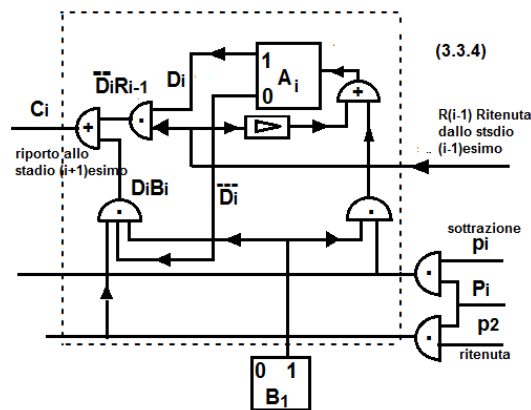 (3.3.4)
D̅iRi-1
Di
1
Ai
0
+
Ci
+
.
R(i-1) Ritenuta
dallo stsdio
(i-1)esimo
riporto allo
stadio (i+1)esimo
DiBi
D̅i
.
.
sottrazione
pi
.
Pi
p2
.
ritenuta
0 1
B1